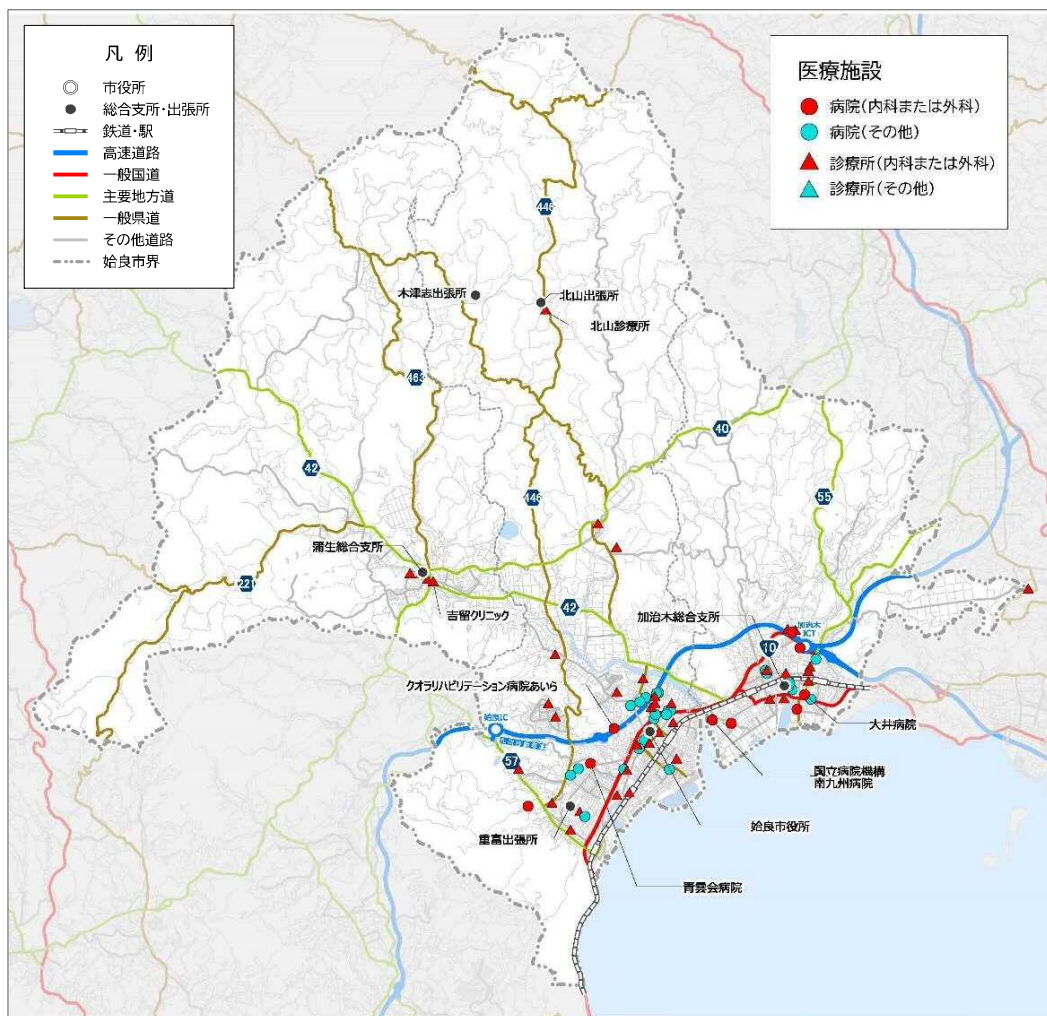 凡 例
市役所
総合支所・出張所
鉄道・駅
高速道路
一般国道
主要地方道
一般県道
その他道路
姶良市界
医療施設
病院(内科または外科)
病院(その他)
診療所(内科または外科)
診療所(その他)
446
木津志出張所
北山出張所
北山診療所
463
40
42
446
55
蒲生総合支所
221
吉留クリニック
42
加治木総合支所
加治木
JCT
10
クオラリハビリテーション病院あいら
大井病院
姶良IC
57
国立病院機構
南九州病院
姶良市役所
重富出張所
青雲会病院